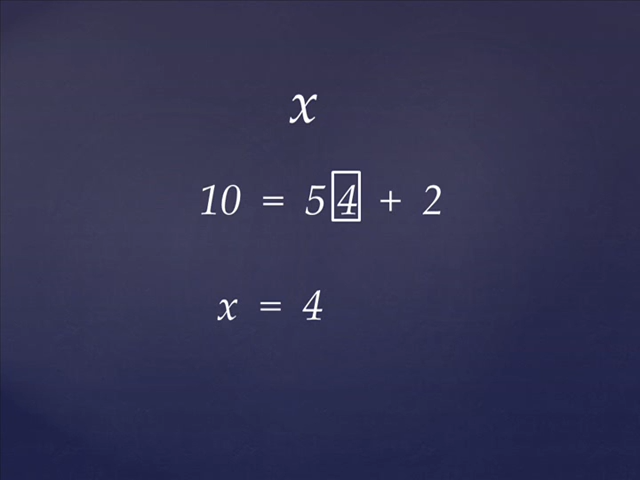 x
10 = 5 4 + 2
x = 4